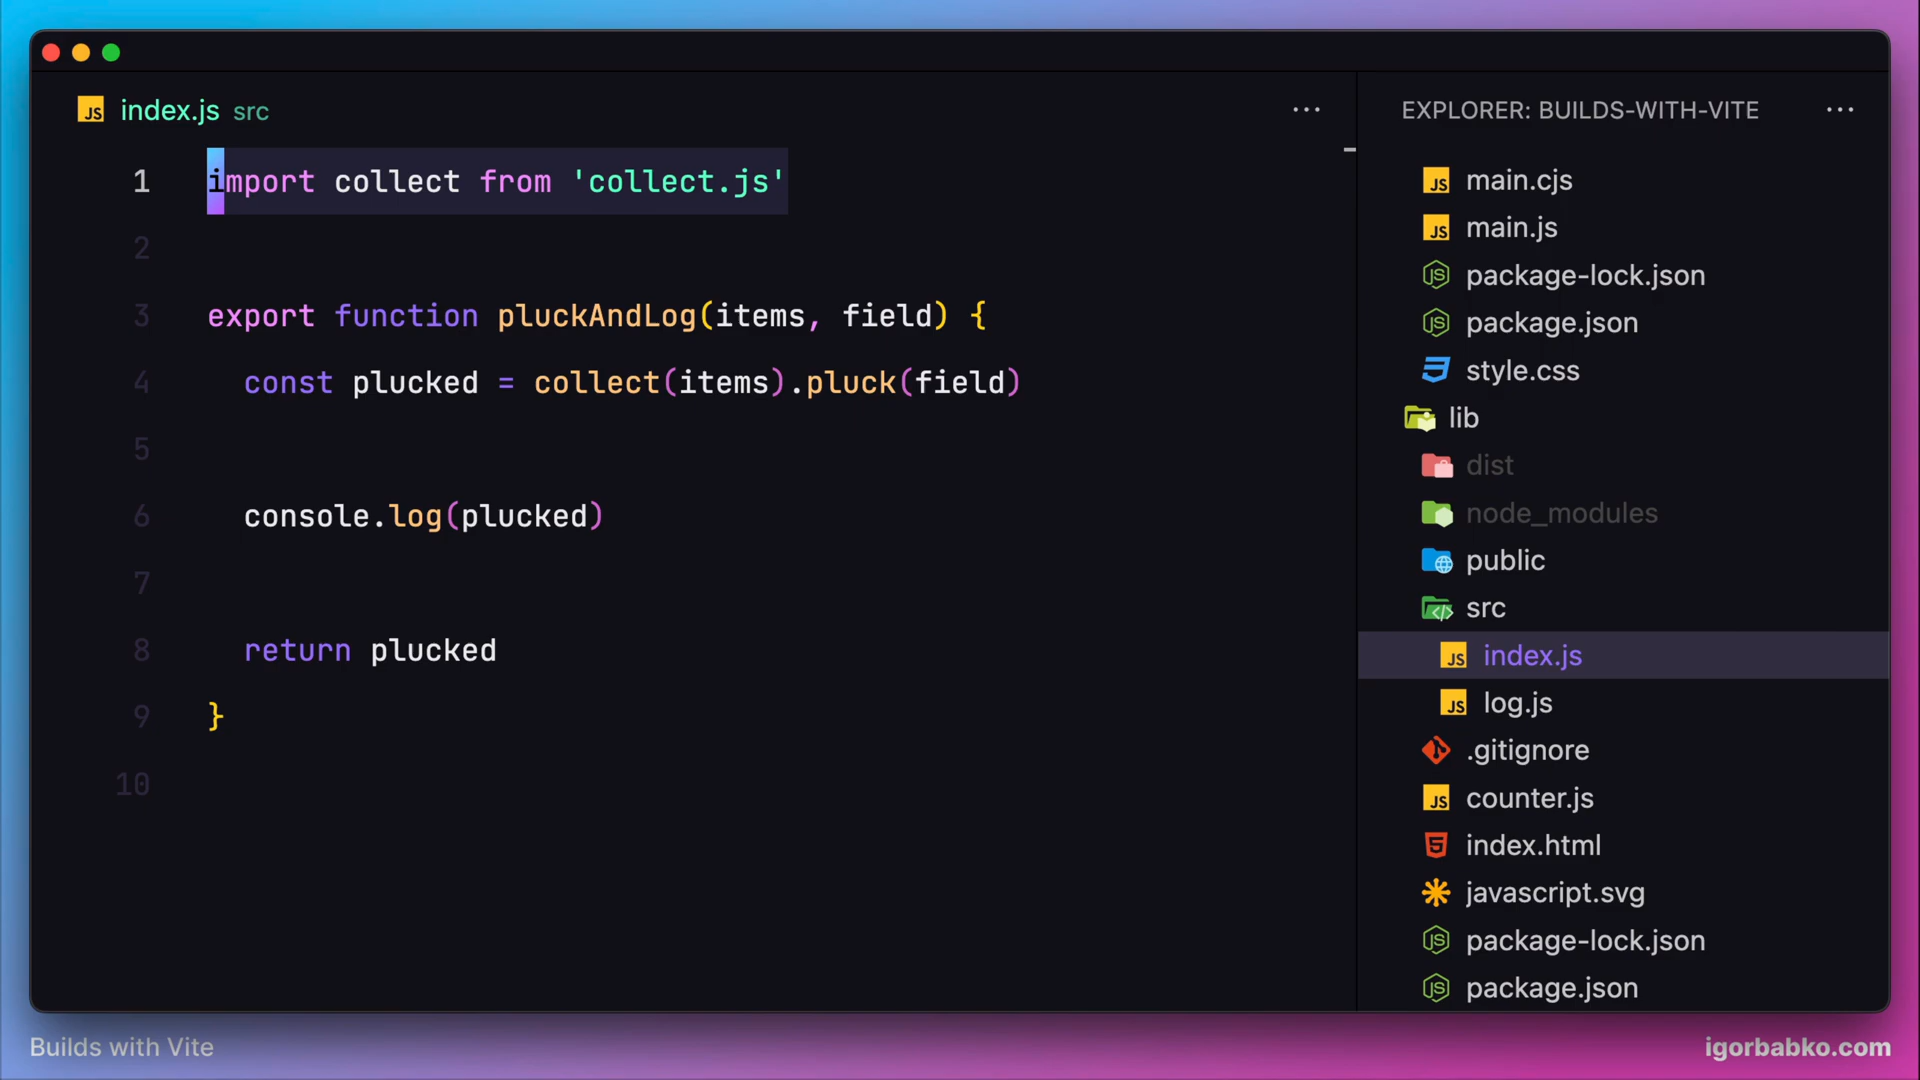 index.js src
1 import collect from 'collect.js'
2
3 export function pluckAndLog(items, field) {
4 const plucked = collect(items).pluck(field)
5
6 console.log(plucked)
7
8 return plucked
9 }
10
EXPLORER: BUILDS-WITH-VITE
main.cjs
main.js
package-lock.json
package.json
style.css
lib
dist
node_modules
public
src
index.js
log.js
.gitignore
counter.js
index.html
javascript.svg
package-lock.json
package.json
Builds with Vite
igorbabko.com